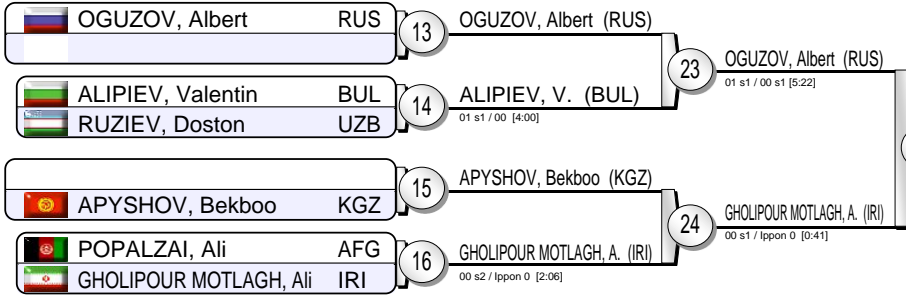 OGUZOV, Albert RUS
13
OGUZOV, Albert (RUS)
ALIPIEV, Valentin BUL
RUZIEV, Doston UZB
14
ALIPIEV, V. (BUL)
01 s1 / 00 [4:00]
23
OGUZOV, Albert (RUS)
01 s1 / 00 s1 [5:22]
APYSHOV, Bekboo KGZ
15
APYSHOV, Bekboo (KGZ)
POPALZAI, Ali AFG
GHOLIPOUR MOTLAGH, Ali IRI
16
GHOLIPOUR MOTLAGH, A. (IRI)
00 s2 / Ippon 0 [2:06]
24
GHOLIPOUR MOTLAGH, A. (IRI)
00 s1 / Ippon 0 [0:41]